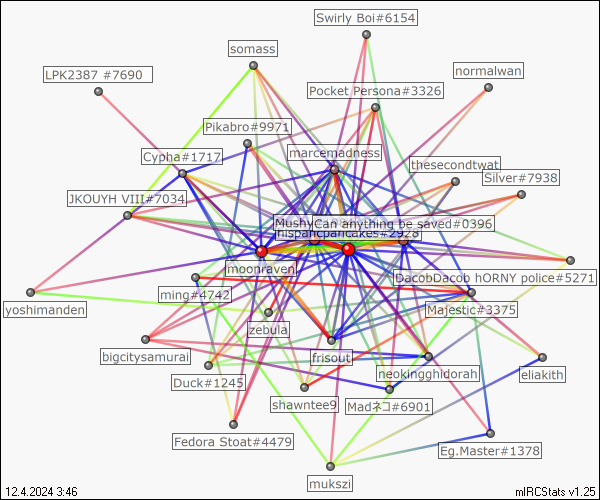 Swirly Boi#6154
somass
LPK2387 #7690
normalwan
Pocket Persona#3326
Pikabro#9971
marcemadness
Cypha#1717
thesecondtwat
Silver#7938
JKOUYH VIII#7034
Mushy
Can anything be saved#0396
hispanicpancakes#2928
moonraven
DacobDacob hORNY police#5271
ming#4742
yoshimanden
Majestic#3375
zebula
bigcitysamurai
frisout
neokingghidorah
eliakith
Duck#1245
shawntee9
Madネコ#6901
Fedora Stoat#4479
Eg.Master#1378
mukszi
12.4.2024 3:46
mIRCStats v1.25